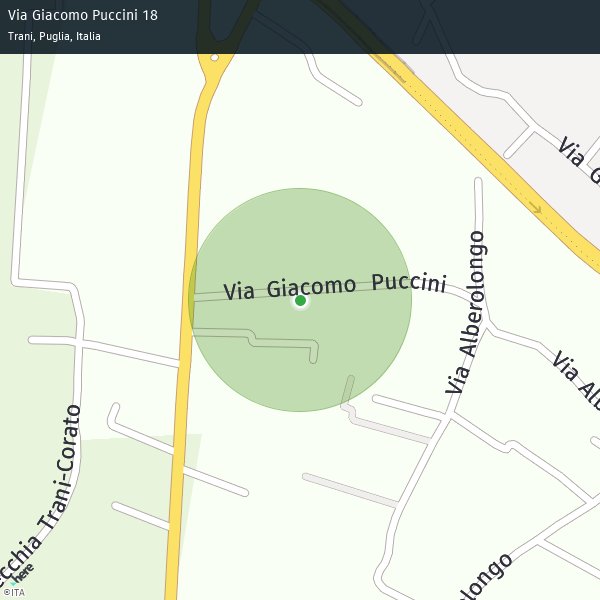 Via Giacomo Puccini 18
Trani, Puglia, Italia
Via G
Via Giacomo Puccini
Via Alberolongo
Via Alb
ecchia Trani-Corato
olongo
here
©ITA